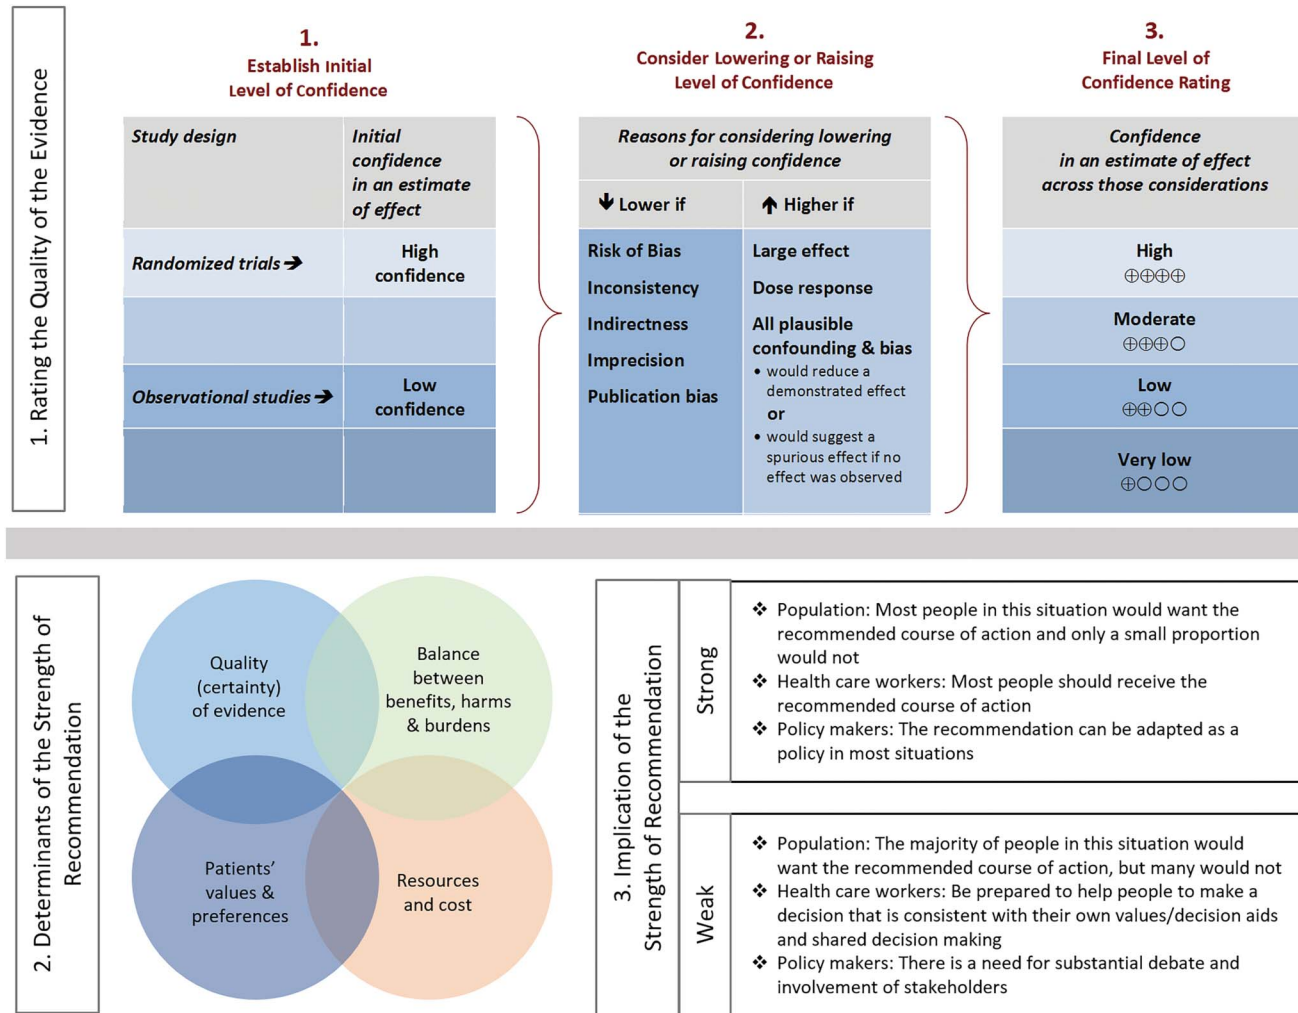 1. Rating the Quality of the Evidence
1.
Establish Initial
Level of Confidence
Study design
Initial
confidence
in an estimate
of effect
Randomized trials ➔
High
confidence
Observational studies ➔
Low
confidence
2.
Consider Lowering or Raising
Level of Confidence
Reasons for considering lowering
or raising confidence
🡇 Lower if
🡅 Higher if
Risk of Bias
Inconsistency
Indirectness
Imprecision
Publication bias
Large effect
Dose response
All plausible
confounding & bias
• would reduce a
demonstrated effect
or
• would suggest a
spurious effect if no
effect was observed
3.
Final Level of
Confidence Rating
Confidence
in an estimate of effect
across those considerations
High
⊕⊕⊕⊕
Moderate
⊕⊕⊕○
Low
⊕⊕○○
Very low
⊕○○○
2. Determinants of the Strength of
Recommendation
Quality
(certainty)
of evidence
Balance
between
benefits, harms
& burdens
Patients’
values &
preferences
Resources
and cost
3. Implication of the
Strength of Recommendation
Strong
❖ Population: Most people in this situation would want the
recommended course of action and only a small proportion
would not
❖ Health care workers: Most people should receive the
recommended course of action
❖ Policy makers: The recommendation can be adapted as a
policy in most situations
Weak
❖ Population: The majority of people in this situation would
want the recommended course of action, but many would not
❖ Health care workers: Be prepared to help people to make a
decision that is consistent with their own values/decision aids
and shared decision making
❖ Policy makers: There is a need for substantial debate and
involvement of stakeholders